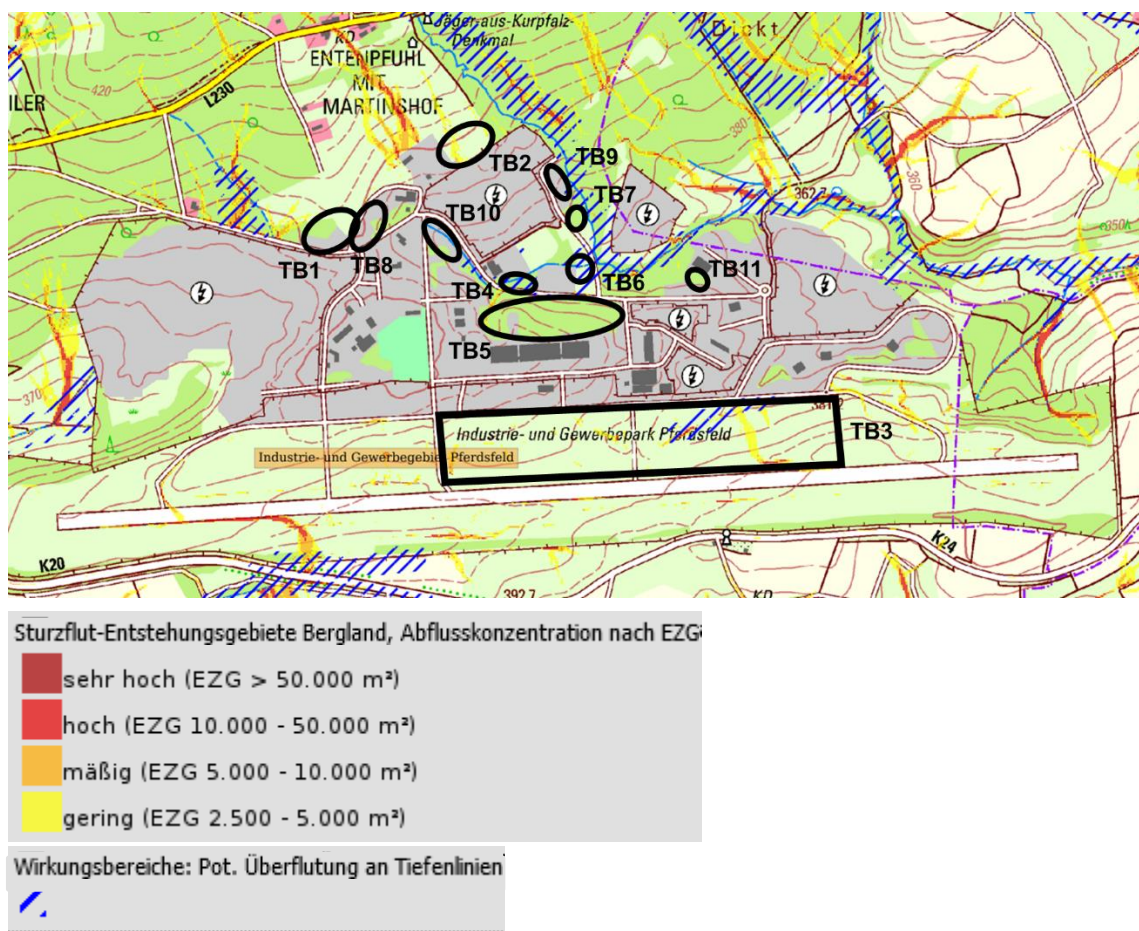 Jäger-aus-Kurpfalz-
Denkmal
Dickt
KD
ENTENPFUHL
MIT
MARTINSHOF
ILER
420
L230
380
360
362,7
TB2
TB9
TB7
TB10
TB1
TB8
TB4
TB6
TB11
TB5
TB3
370
Industrie- und Gewerbepark Pferdsfeld
Industrie- und Gewerbegebiet Pferdsfeld
K20
K24
392,7
KD
Sturzflut-Entstehungsgebiete Bergland, Abflusskonzentration nach EZG
sehr hoch (EZG > 50.000 m²)
hoch (EZG 10.000 - 50.000 m²)
mäßig (EZG 5.000 - 10.000 m²)
gering (EZG 2.500 - 5.000 m²)
Wirkungsbereiche: Pot. Überflutung an Tiefenlinien